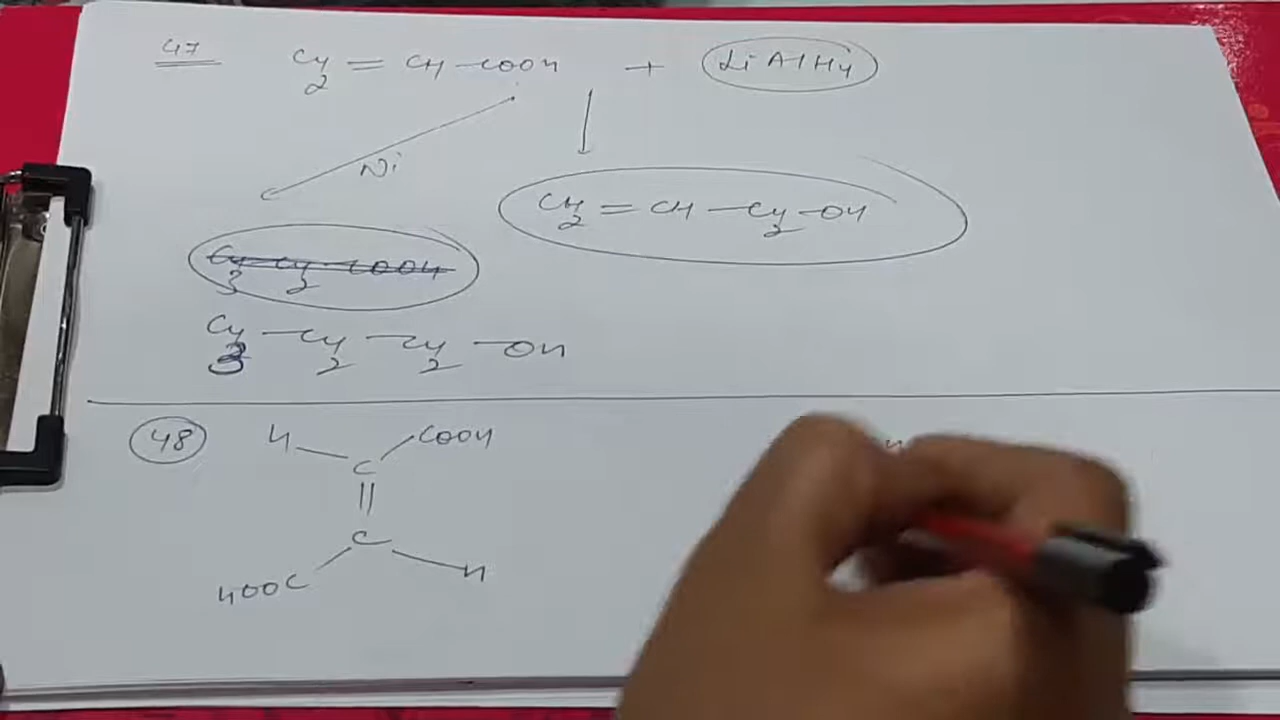 47
CH2 = CH - COOH + LiAlH4
Ni
CH2 = CH - CH2 - OH
CH3 - CH2 - COOH
CH3 - CH2 - CH2 - OH
48
H COOH
C
||
C
HOOC H